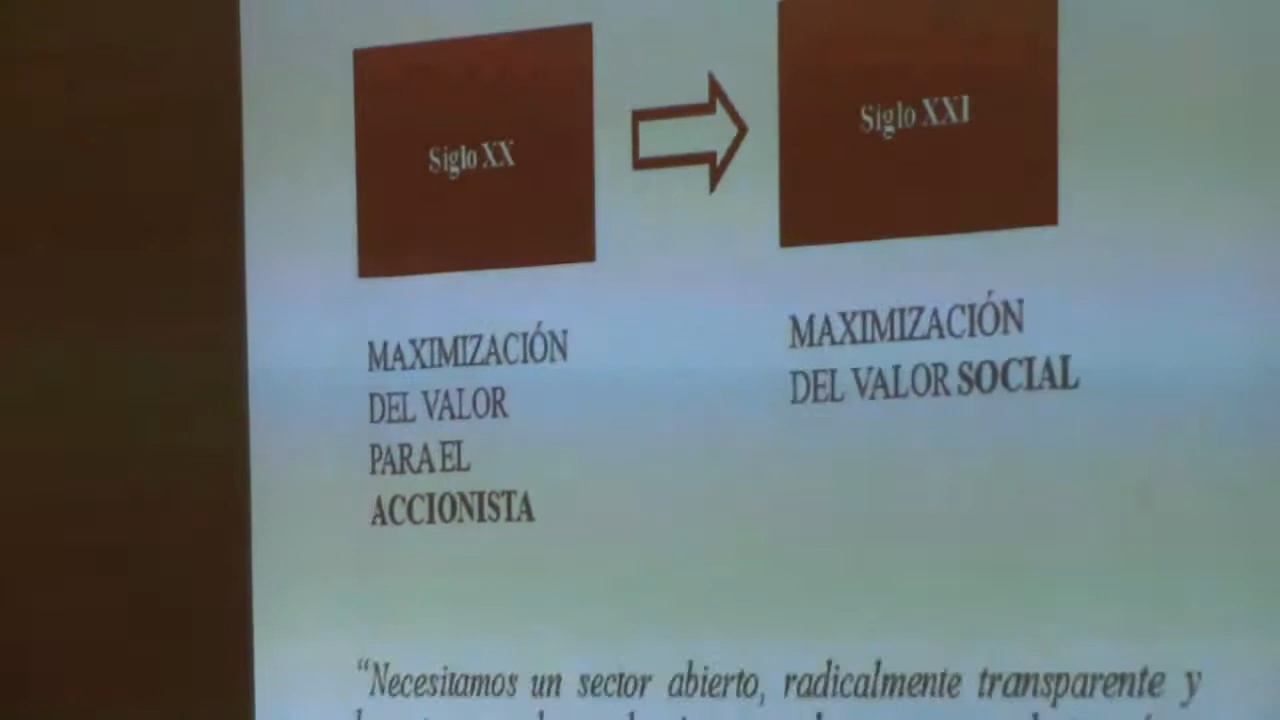 Siglo XX
Siglo XXI
MAXIMIZACIÓN
DEL VALOR
PARA EL
ACCIONISTA
MAXIMIZACIÓN
DEL VALOR SOCIAL
“Necesitamos un sector abierto, radicalmente transparente y